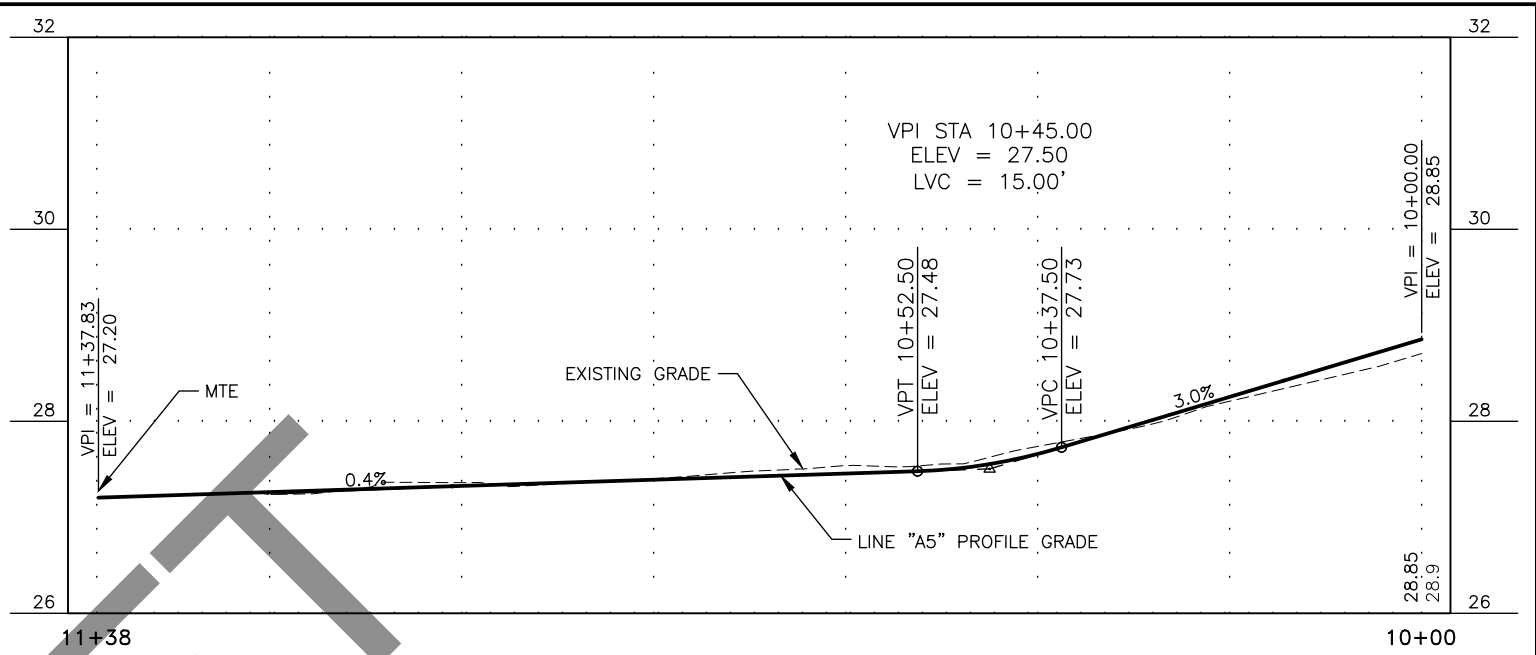 32
32
VPI STA 10+45.00
ELEV = 27.50
LVC = 15.00'
VPI = 10+00.00
ELEV = 28.85
30
30
VPT 10+52.50
ELEV = 27.48
VPC 10+37.50
ELEV = 27.73
VPI = 11+37.83
ELEV = 27.20
EXISTING GRADE
MTE
3.0%
28
28
0.4%
LINE "A5" PROFILE GRADE
28.85
28.9
26
26
11+38
10+00